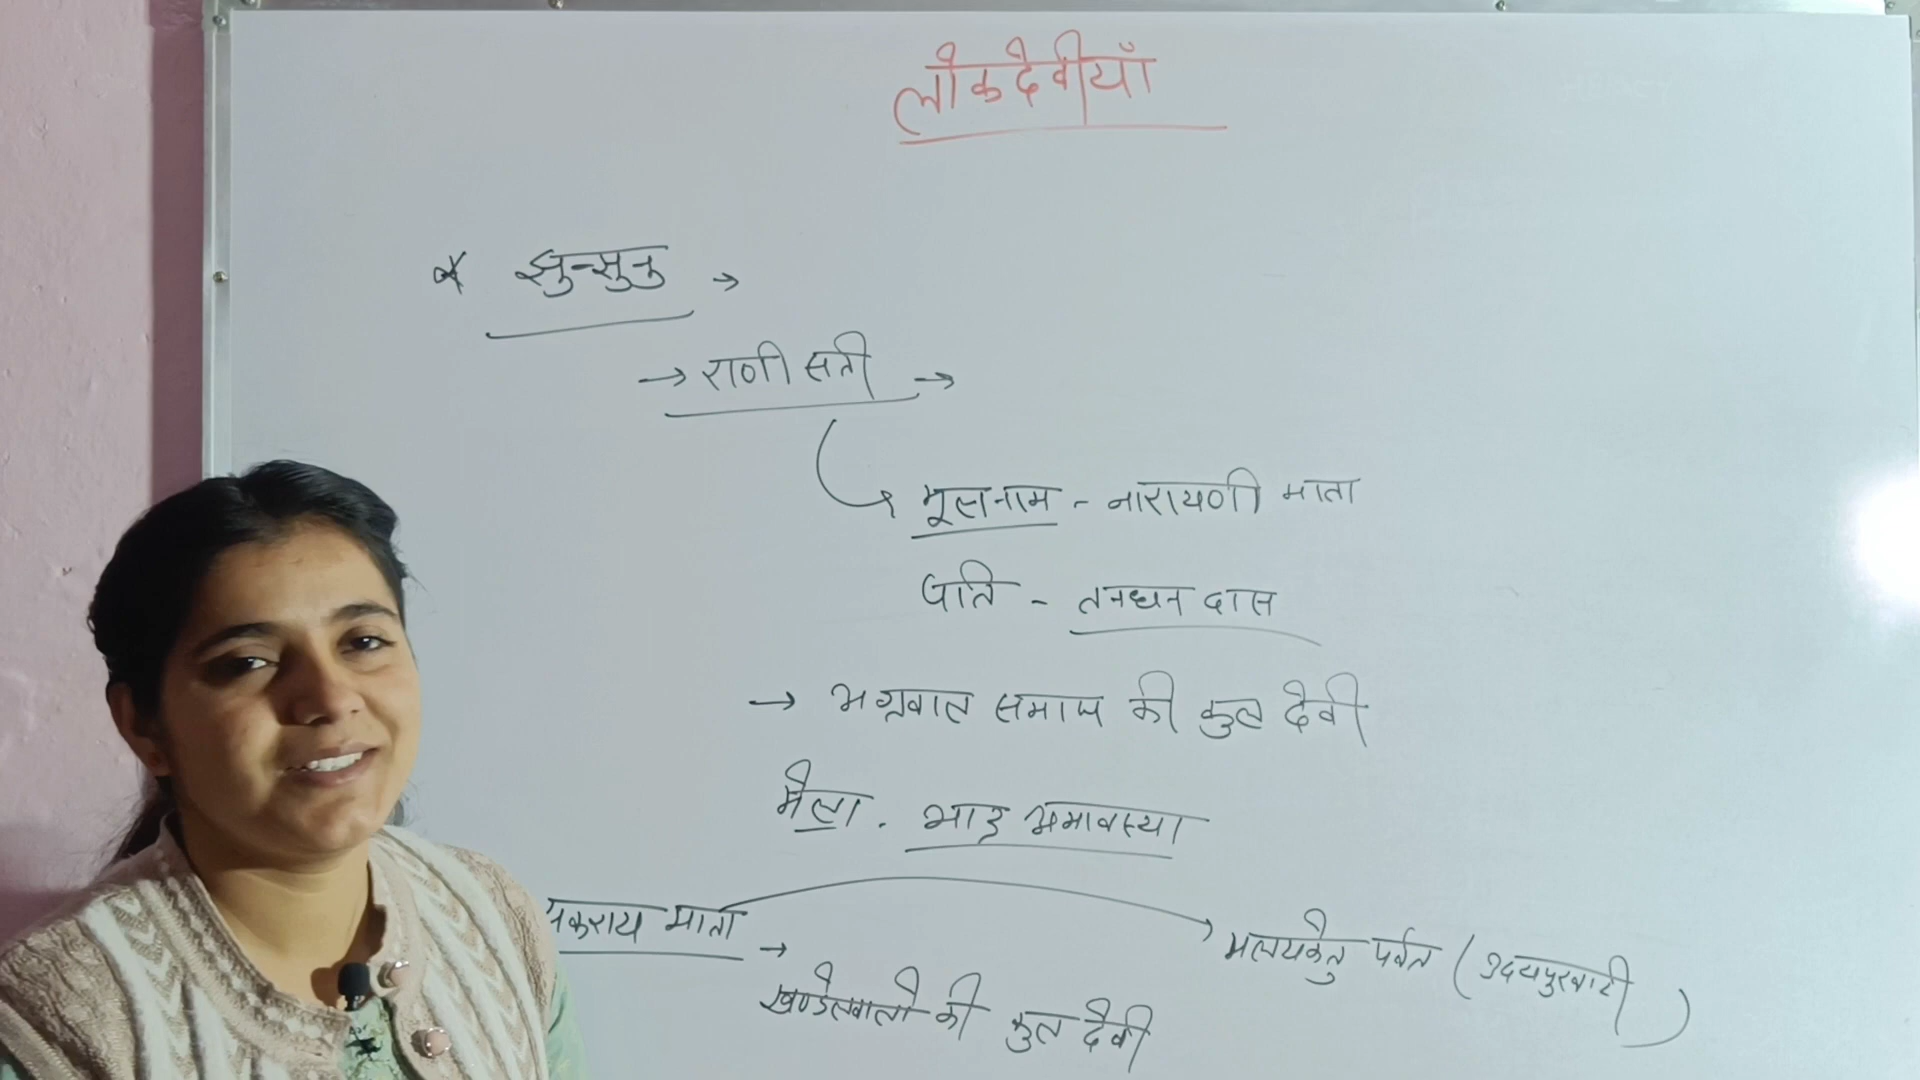 लोकदेवीयाँ
* झुन्झुनु →
→ राणी सती →
मूलनाम - नारायणी माता
पति - तनधन दास
→ अग्रवाल समाज की कुल देवी
मेला . भाद्र अमावस्या
सकराय माता → मलयकेतु पर्वत (उदयपुरवाटी)
खण्डेलवालो की कुल देवी